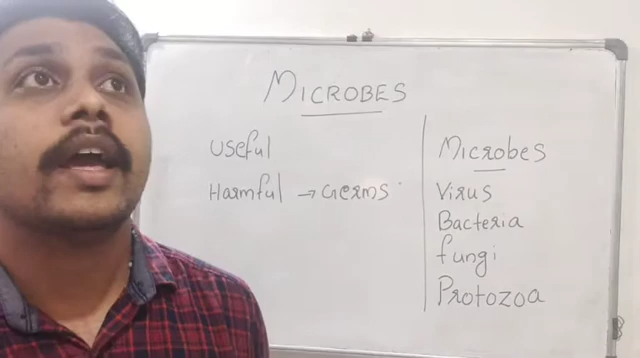 MICROBES
Useful
Harmful → Germs
Microbes
Virus
Bacteria
fungi
Protozoa